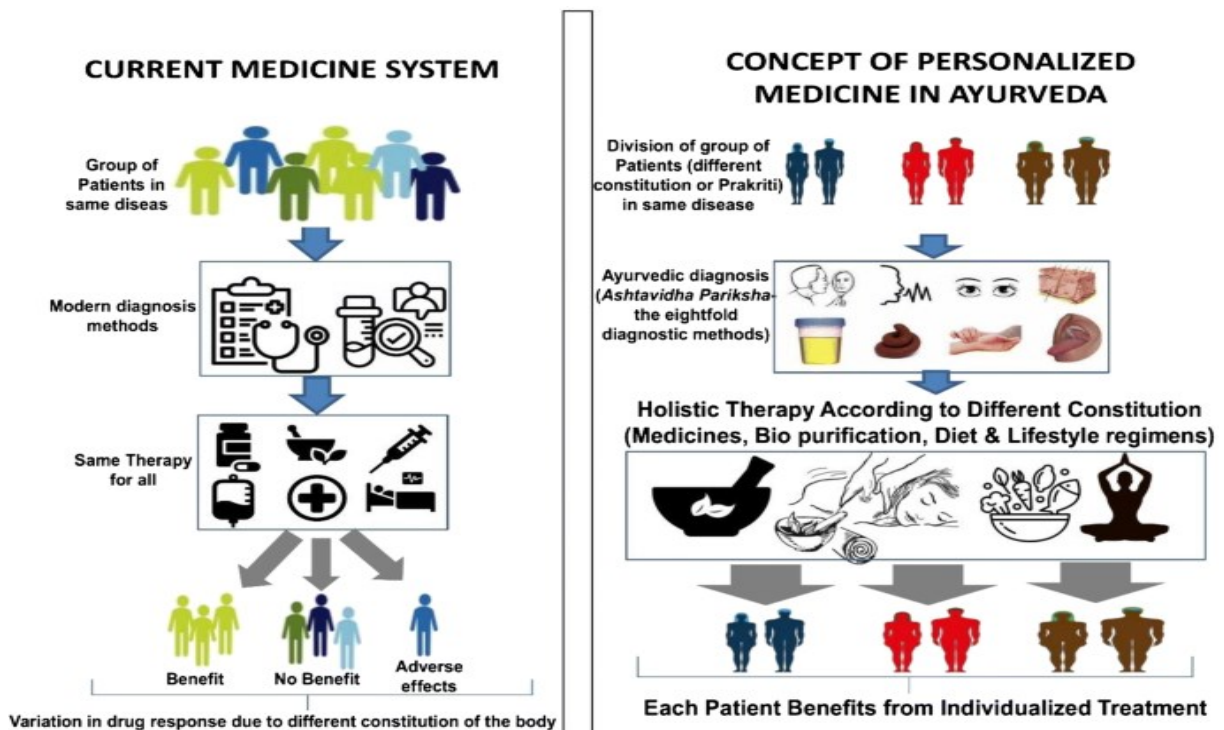 CURRENT MEDICINE SYSTEM
Group of
Patients in
same diseas
Modern diagnosis
methods
Same Therapy
for all
Benefit
No Benefit
Adverse
effects
Variation in drug response due to different constitution of the body
CONCEPT OF PERSONALIZED
MEDICINE IN AYURVEDA
Division of group of
Patients (different
constitution or Prakriti)
in same disease
Ayurvedic diagnosis
(Ashtavidha Pariksha-
the eightfold
diagnostic methods)
Holistic Therapy According to Different Constitution
(Medicines, Bio purification, Diet & Lifestyle regimens)
Each Patient Benefits from Individualized Treatment